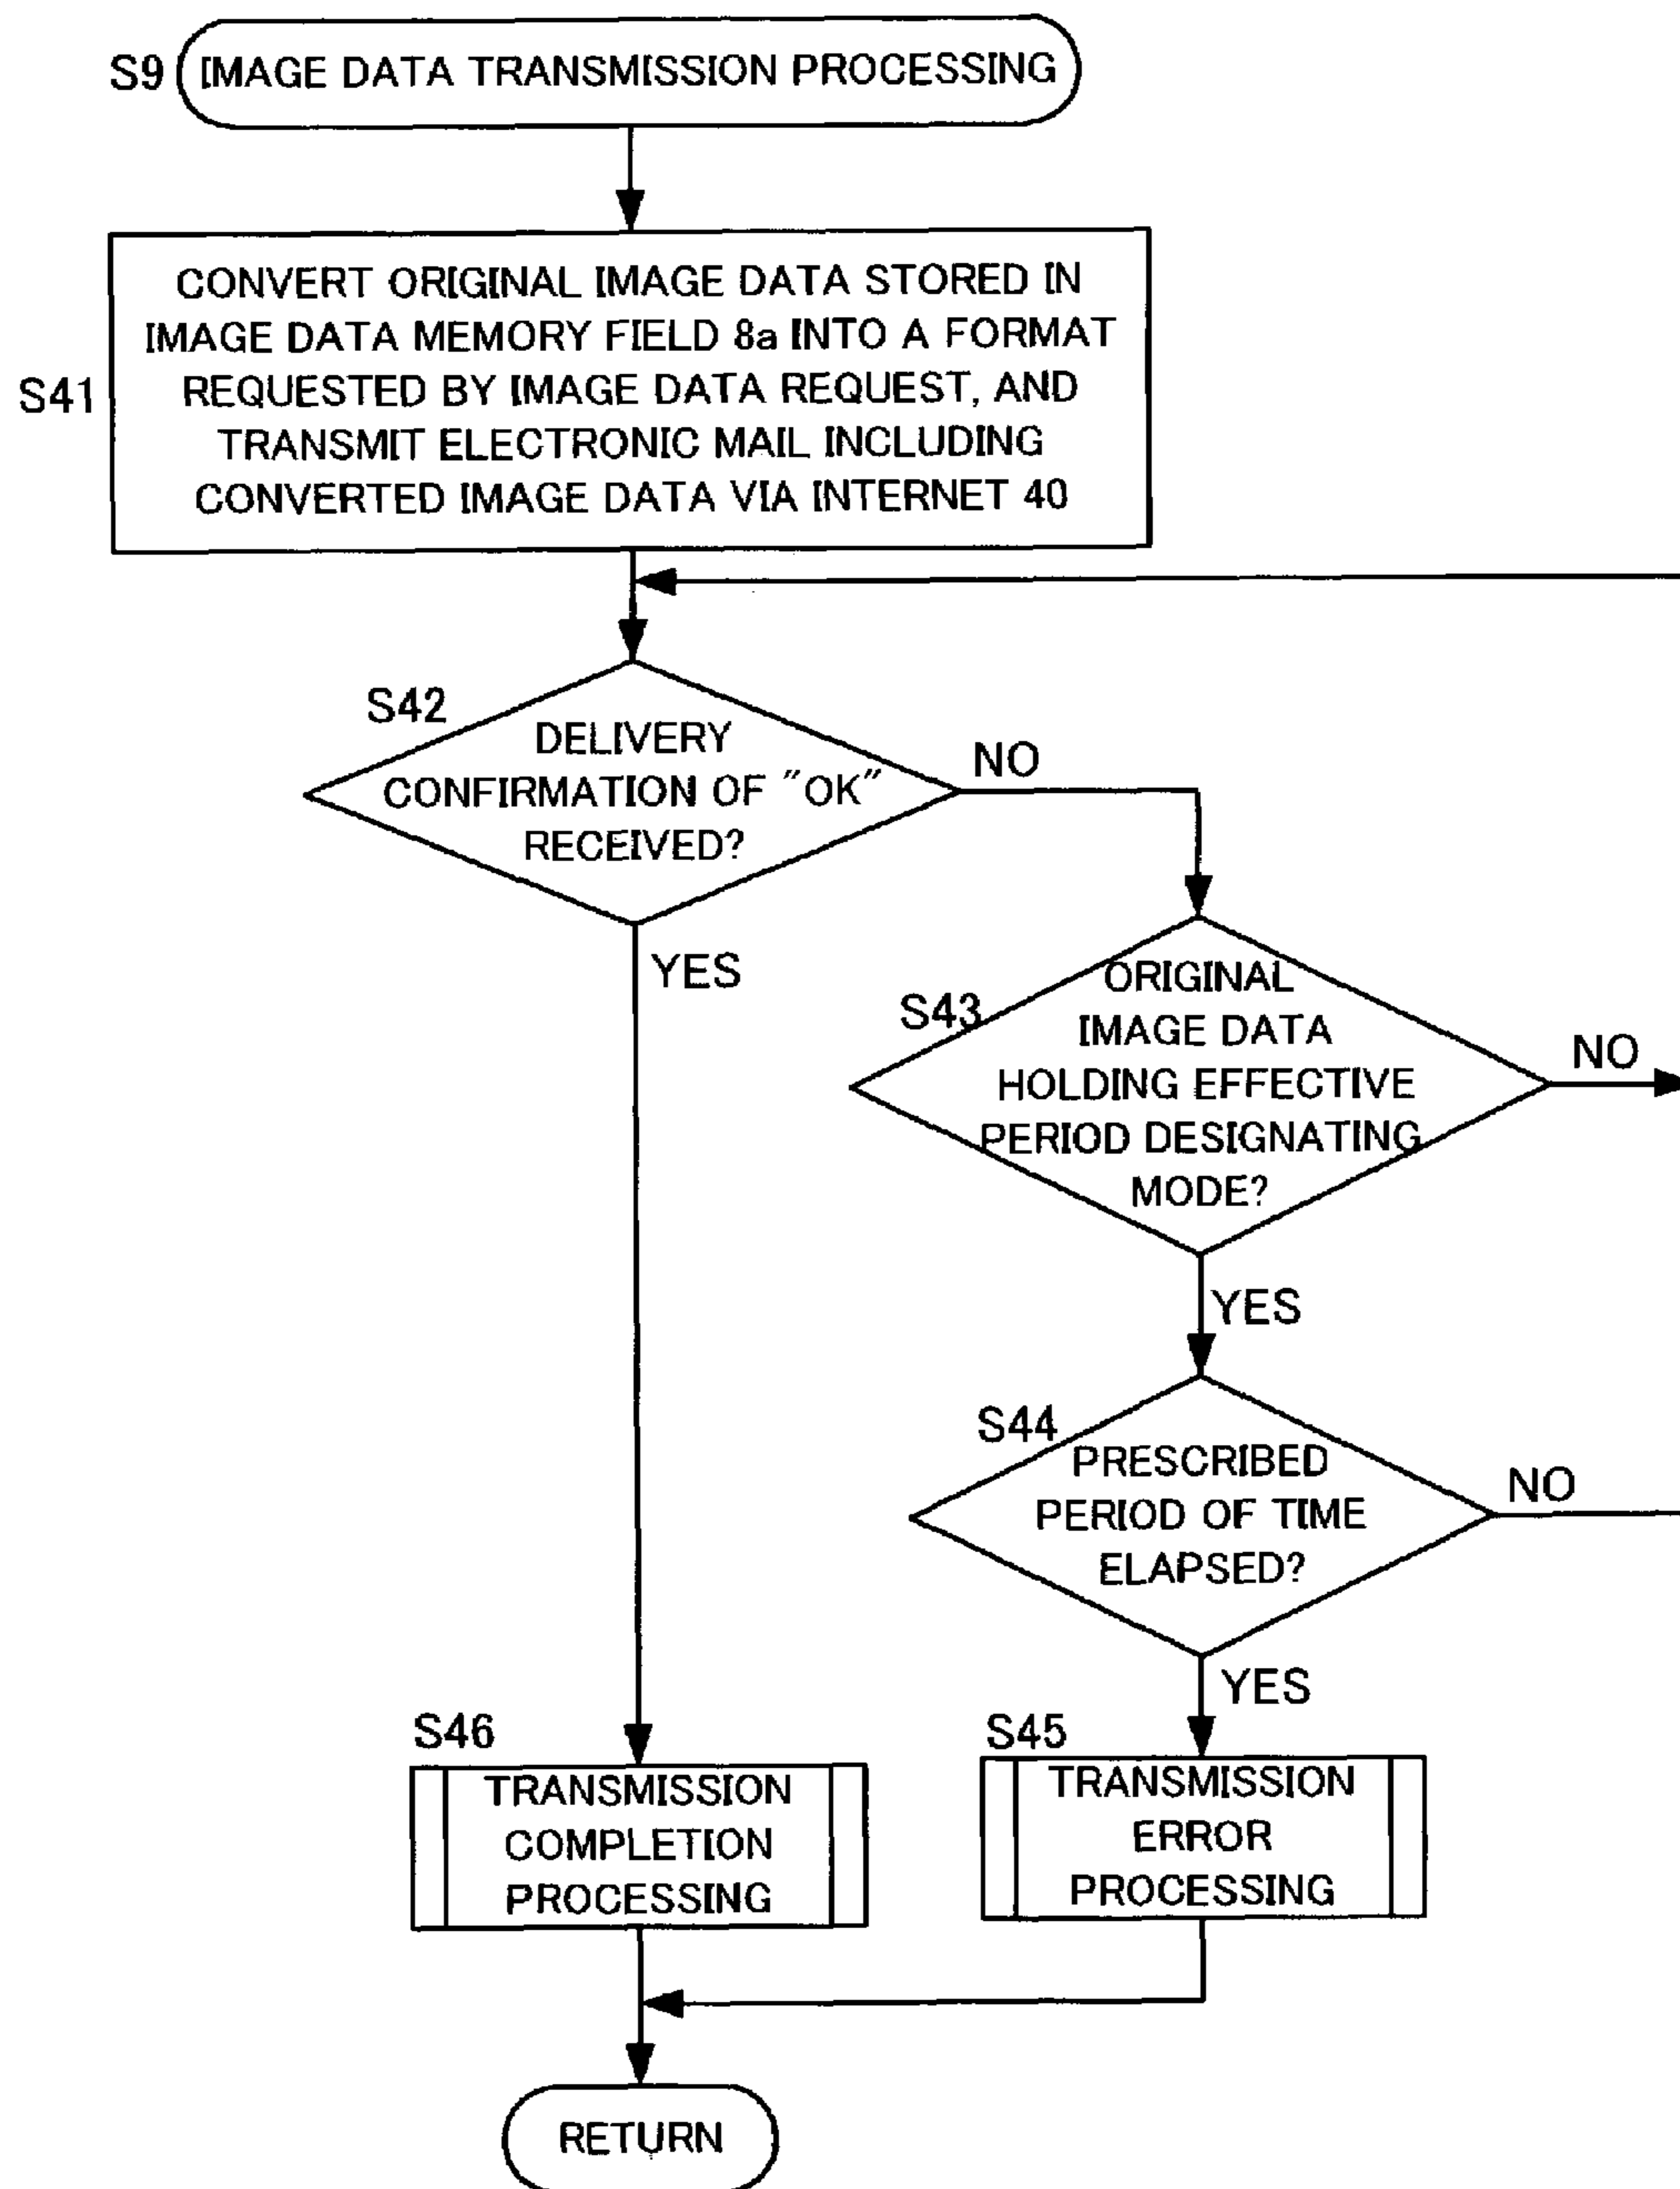 S9 IMAGE DATA TRANSMISSION PROCESSING
S41
CONVERT ORIGINAL IMAGE DATA STORED IN
IMAGE DATA MEMORY FIELD 8a INTO A FORMAT
REQUESTED BY IMAGE DATA REQUEST, AND
TRANSMIT ELECTRONIC MAIL INCLUDING
CONVERTED IMAGE DATA VIA INTERNET 40
S42
DELIVERY
CONFIRMATION OF "OK"
RECEIVED?
NO
YES
S43
ORIGINAL
IMAGE DATA
HOLDING EFFECTIVE
PERIOD DESIGNATING
MODE?
NO
YES
S44
PRESCRIBED
PERIOD OF TIME
ELAPSED?
NO
YES
S46
TRANSMISSION
COMPLETION
PROCESSING
S45
TRANSMISSION
ERROR
PROCESSING
RETURN